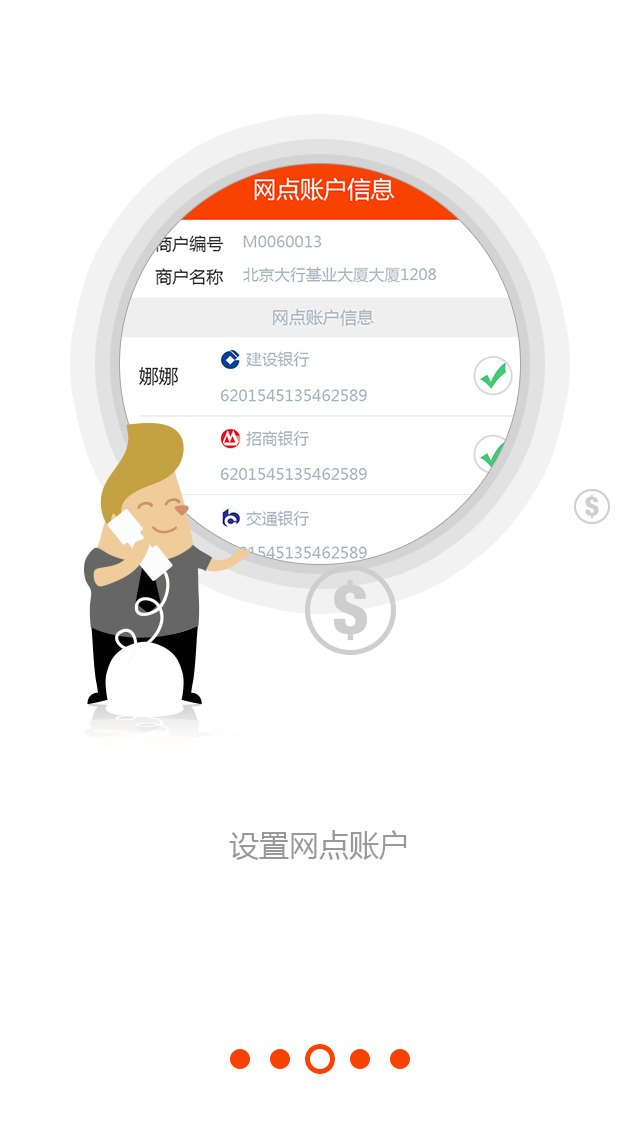 网点账户信息
商户编号 M0060013
商户名称 北京大行基业大厦大厦1208
网点账户信息
建设银行
娜娜
6201545135462589
招商银行
6201545135462589
交通银行
01545135462589
$
$
设置网点账户